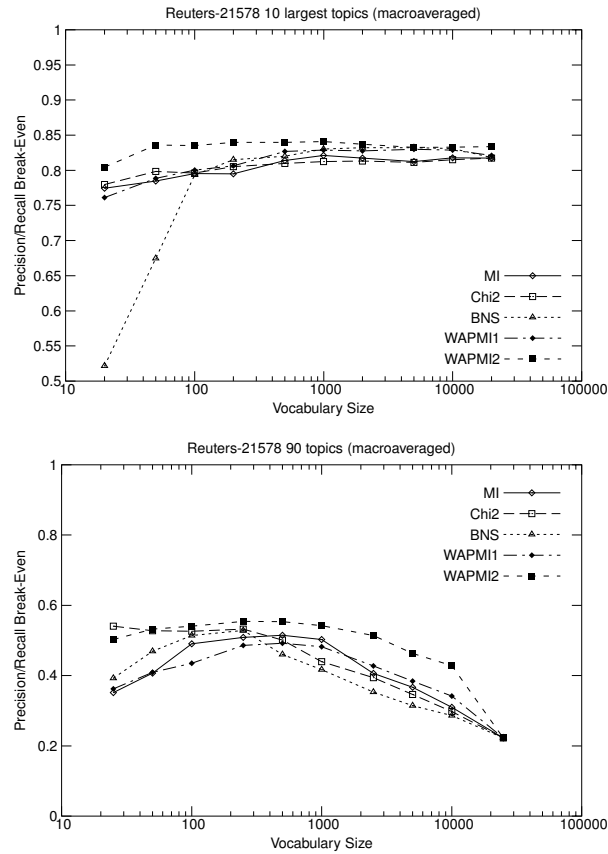 Reuters-21578 10 largest topics (macroaveraged)
1
0.95
0.9
0.85
0.8
0.75
0.7
0.65
0.6
0.55
0.5
Precision/Recall Break-Even
MI
Chi2
BNS
WAPMI1
WAPMI2
10 100 1000 10000 100000
Vocabulary Size
Reuters-21578 90 topics (macroaveraged)
1
0.8
0.6
0.4
0.2
0
Precision/Recall Break-Even
MI
Chi2
BNS
WAPMI1
WAPMI2
10 100 1000 10000 100000
Vocabulary Size